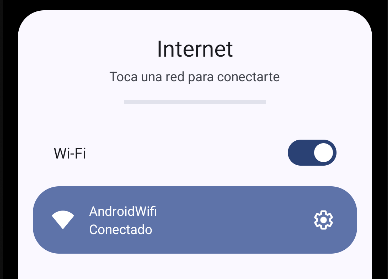 Internet
Toca una red para conectarte
Wi-Fi
AndroidWifi
Conectado